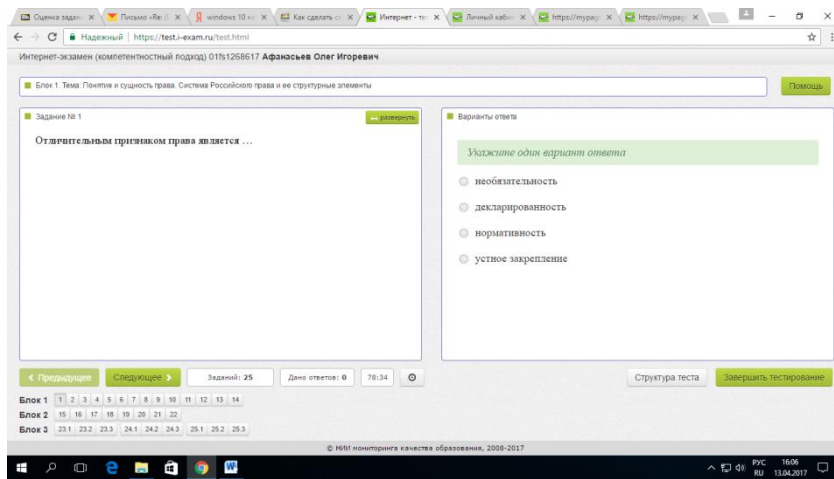 Оценка задан
Письмо «Re:
windows 10 ко
Как сделать с
Интернет - тес
Личный кабин
https://mypag
https://mypag
Надежный | https://test.i-exam.ru/test.html
Интернет-экзамен (компетентностный подход) 01fs1268617 Афанасьев Олег Игоревич
Блок 1. Тема: Понятие и сущность права. Система Российского права и ее структурные элементы
Помощь
Задание № 1
развернуть
Отличительным признаком права является …
Варианты ответа
Укажите один вариант ответа
необязательность
декларированность
нормативность
устное закрепление
Предыдущее Следующее Заданий: 25 Дано ответов: 0 78:34 Структура теста Завершить тестирование
Блок 1 1 2 3 4 5 6 7 8 9 10 11 12 13 14
Блок 2 15 16 17 18 19 20 21 22
Блок 3 23.1 23.2 23.3 24.1 24.2 24.3 25.1 25.2 25.3
© НИИ мониторинга качества образования, 2008-2017
РУС 16:06
RU 13.04.2017